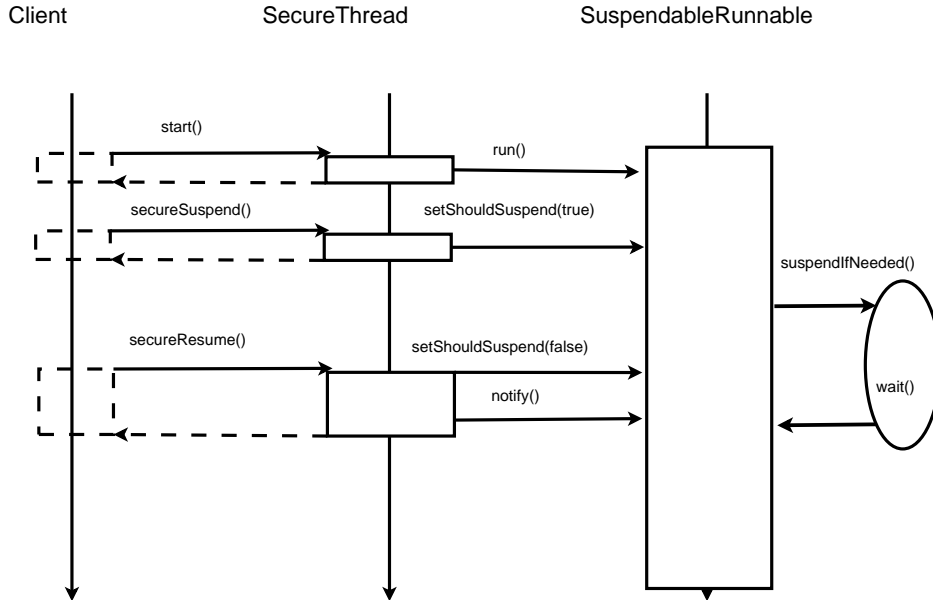 Client
SecureThread
SuspendableRunnable
start()
run()
secureSuspend()
setShouldSuspend(true)
suspendIfNeeded()
secureResume()
setShouldSuspend(false)
wait()
notify()